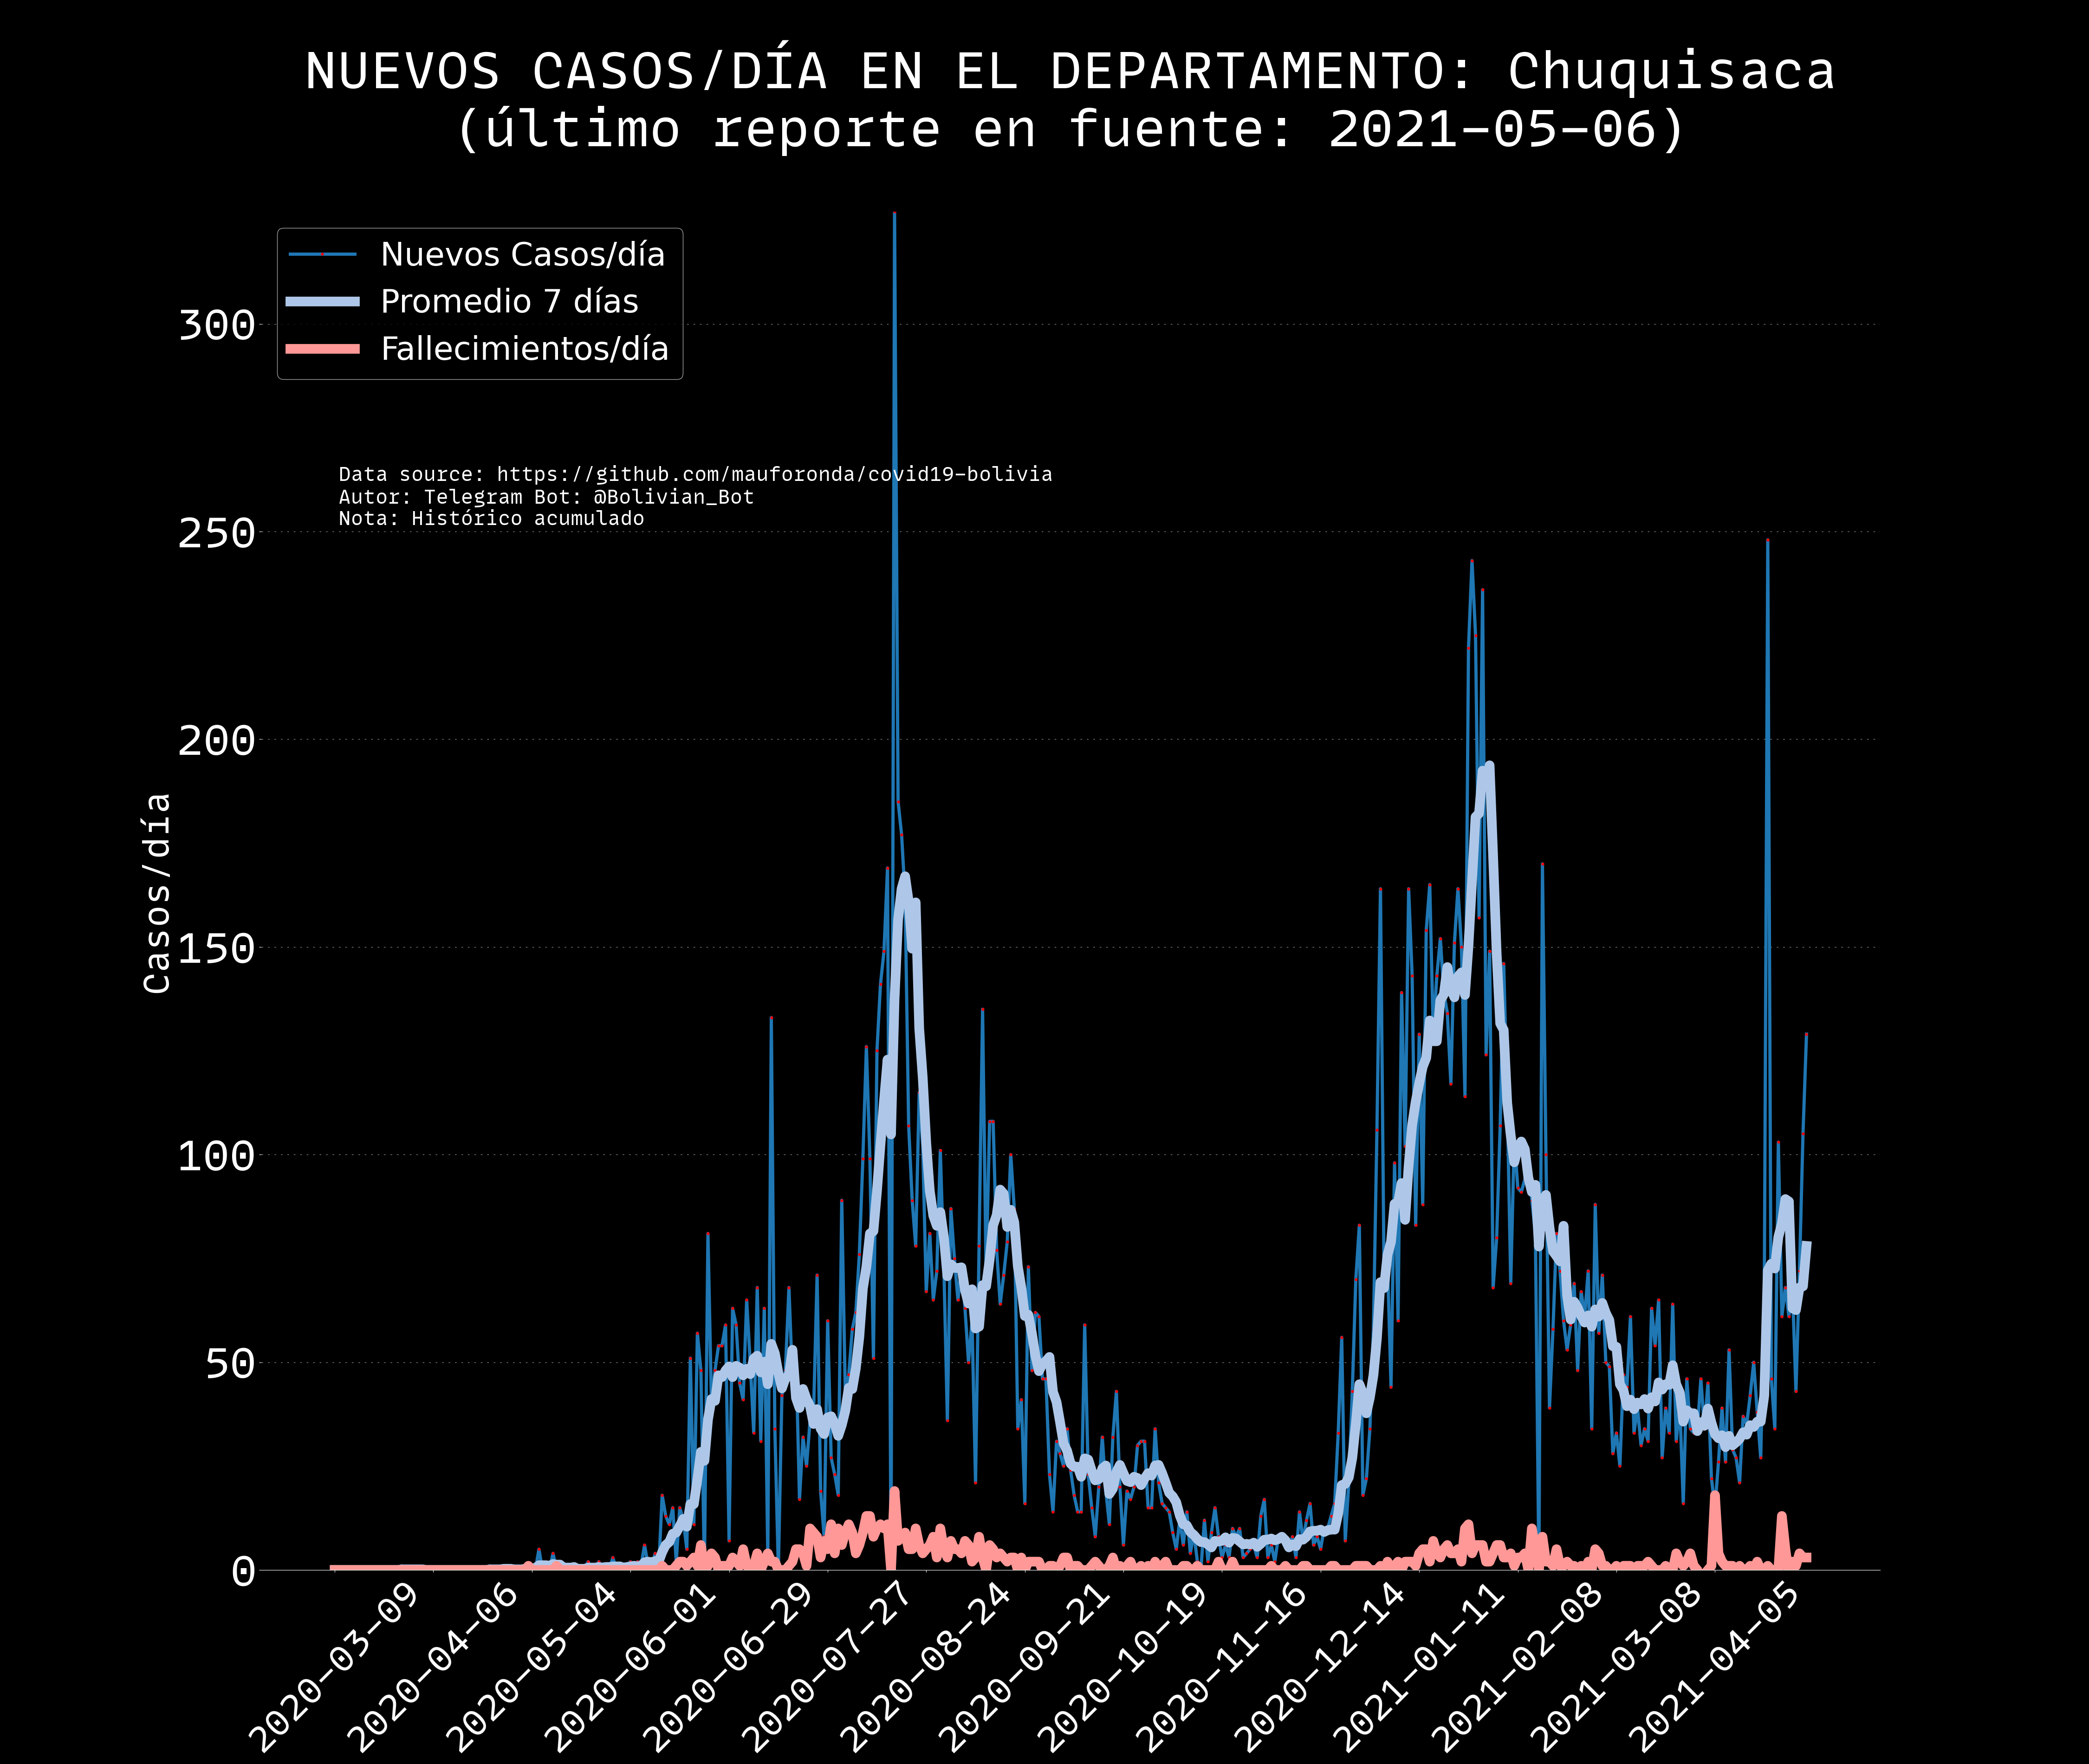 NUEVOS CASOS/DÍA EN EL DEPARTAMENTO: Chuquisaca
(último reporte en fuente: 2021-05-06)
Nuevos Casos/día
Promedio 7 días
Fallecimientos/día
Data source: https://github.com/mauforonda/covid19-bolivia
Autor: Telegram Bot: @Bolivian_Bot
Nota: Histórico acumulado
Casos/día
300
250
200
150
100
50
0
2020-03-09
2020-04-06
2020-05-04
2020-06-01
2020-06-29
2020-07-27
2020-08-24
2020-09-21
2020-10-19
2020-11-16
2020-12-14
2021-01-11
2021-02-08
2021-03-08
2021-04-05